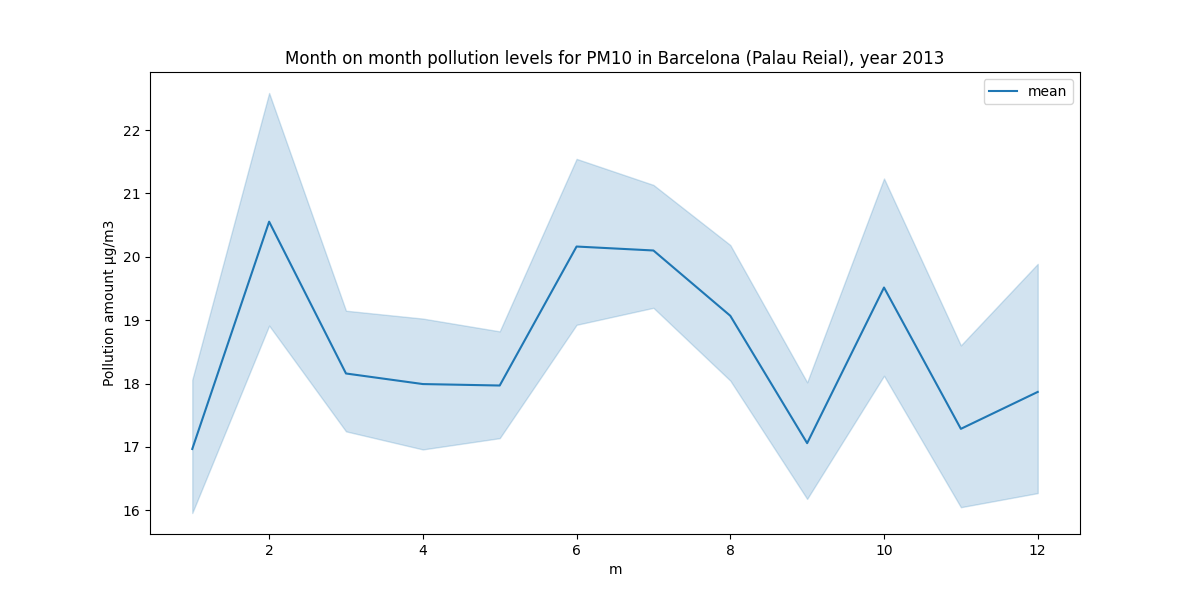 Month on month pollution levels for PM10 in Barcelona (Palau Reial), year 2013
mean
Pollution amount µg/m3
22
21
20
19
18
17
16
2 4 6 8 10 12
m